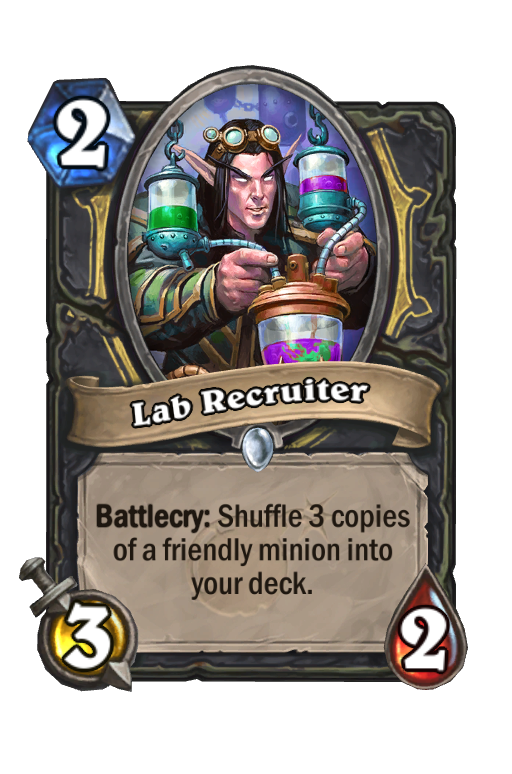 2
Lab Recruiter
Battlecry: Shuffle 3 copies
of a friendly minion into
your deck.
3
2